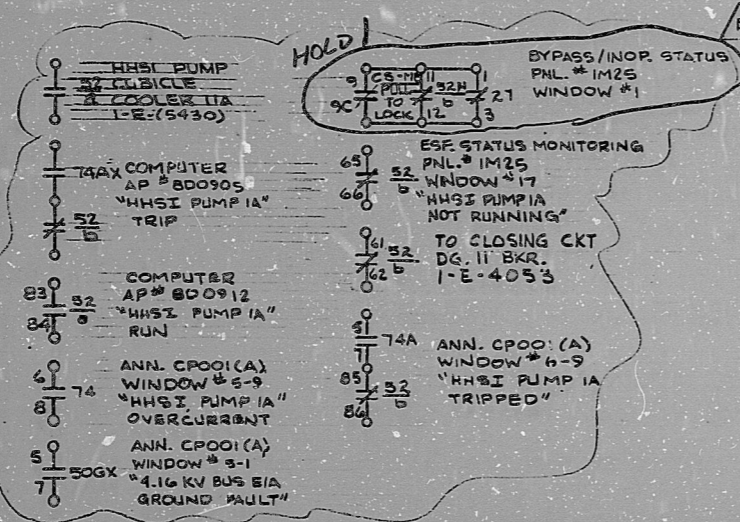 HOLD
HHSI PUMP
52 CUBICLE
& COOLER 11A
1-E-(5430)
9 CS-M8 11 1
PULL 52H
9C TO b 27
LOCK 12 3
BYPASS/INOP. STATUS
PNL. # 1M25
WINDOW #1
74AX COMPUTER
AP # BD0905
"HHSI PUMP 1A"
52 TRIP
b
65 52
66 b
ESF STATUS MONITORING
PNL. # 1M25
WINDOW # 17
"HHSI PUMP 1A
NOT RUNNING"
61 52
62 b
TO CLOSING CKT
DG. 11 BKR.
1-E-4053
83 52
84 a
COMPUTER
AP # BD0912
"HHSI PUMP 1A"
RUN
5 74A
7
85 52
86 b
ANN. CP001(A)
WINDOW # 6-9
"HHSI PUMP 1A
TRIPPED"
6 74
8
ANN. CP001(A)
WINDOW # 5-9
"HHSI PUMP 1A"
OVERCURRENT
5 50GX
7
ANN. CP001(A)
WINDOW # 3-1
"4.16 KV BUS E1A
GROUND FAULT"